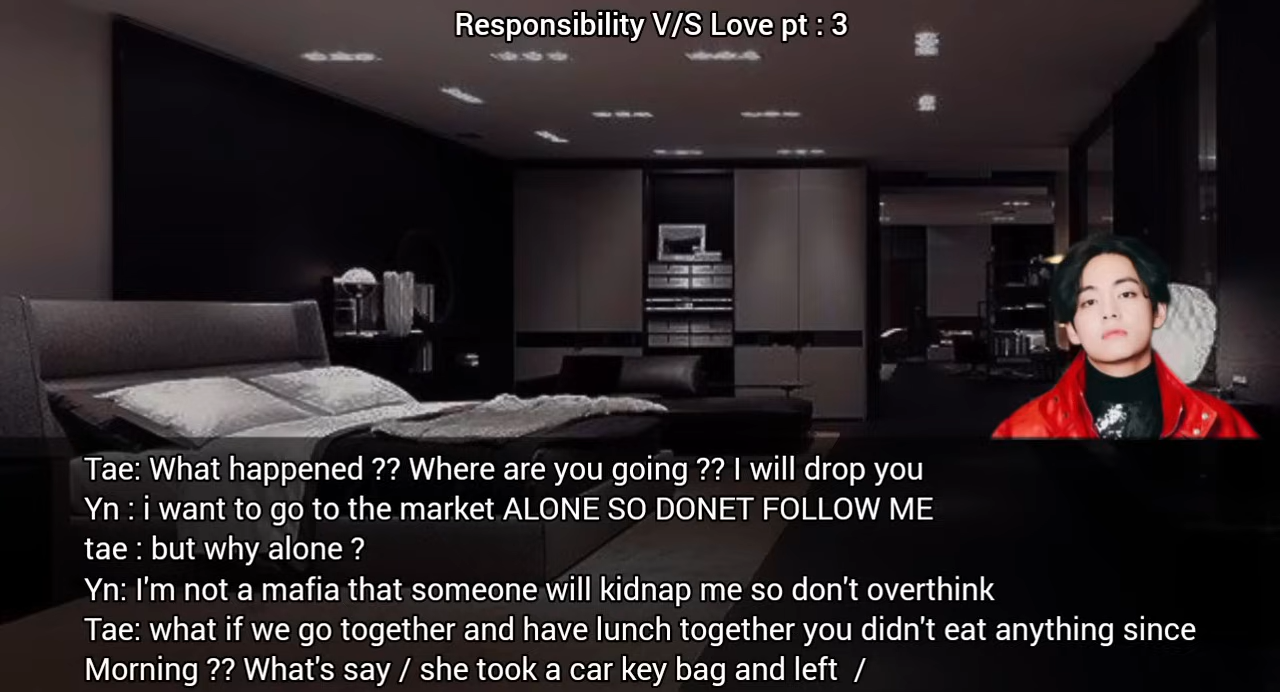 Responsibility V/S Love pt : 3
Tae: What happened ?? Where are you going ?? I will drop you
Yn : i want to go to the market ALONE SO DONET FOLLOW ME
tae : but why alone ?
Yn: I'm not a mafia that someone will kidnap me so don't overthink
Tae: what if we go together and have lunch together you didn't eat anything since
Morning ?? What's say / she took a car key bag and left /